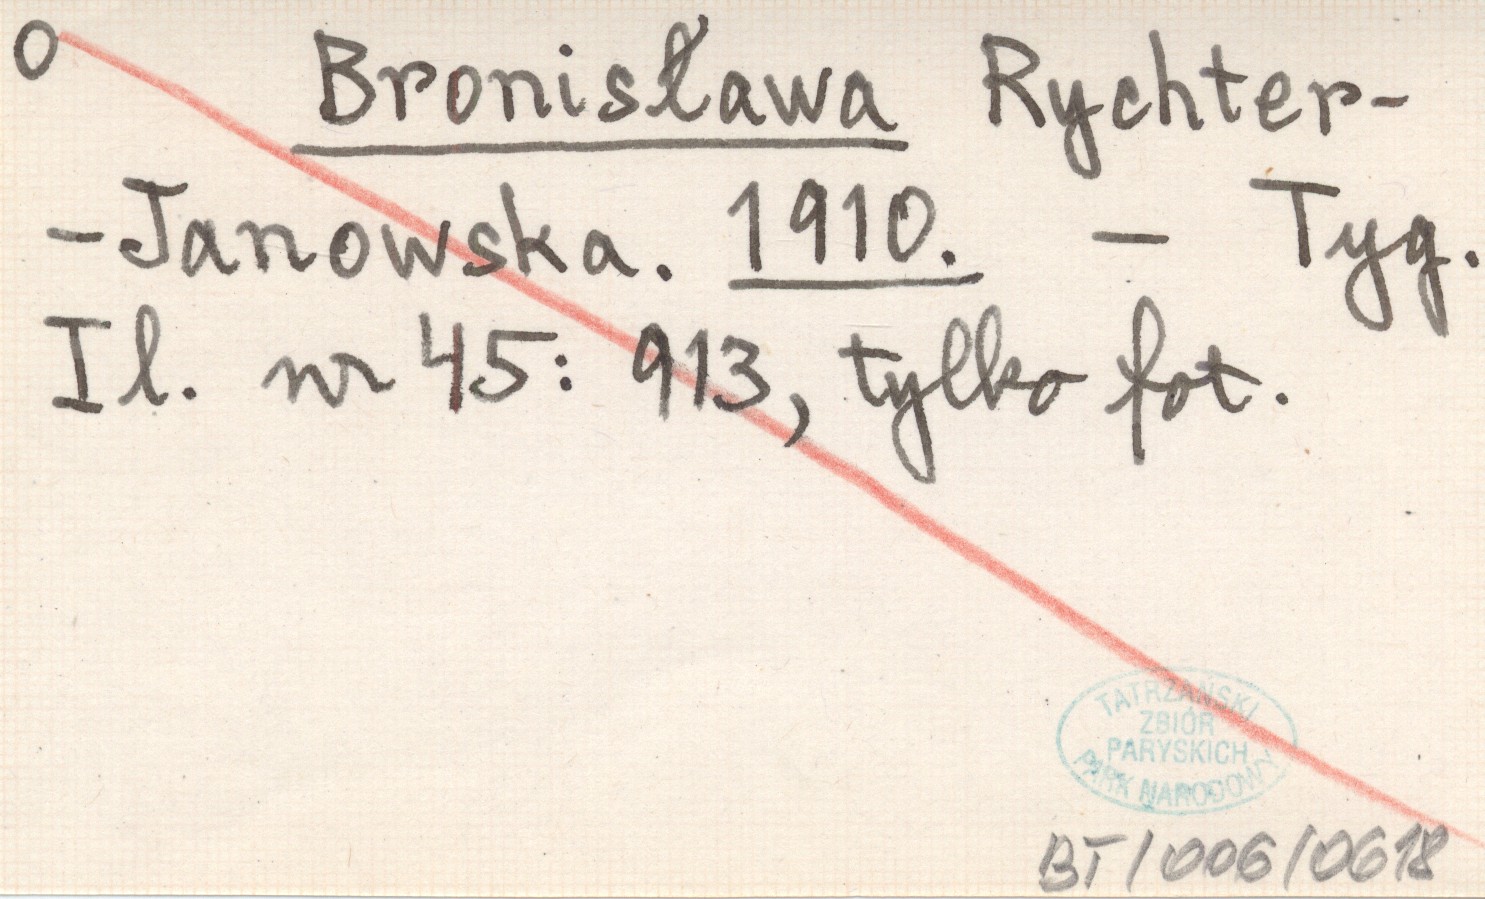 O Bronisława Rychter-
-Janowska. 1910. – Tyg.
Il. nr 45: 913, tylko fot.
TATRZAŃSKI
ZBIÓR
PARYSKICH
PARK NARODOWY
BT/006/0618